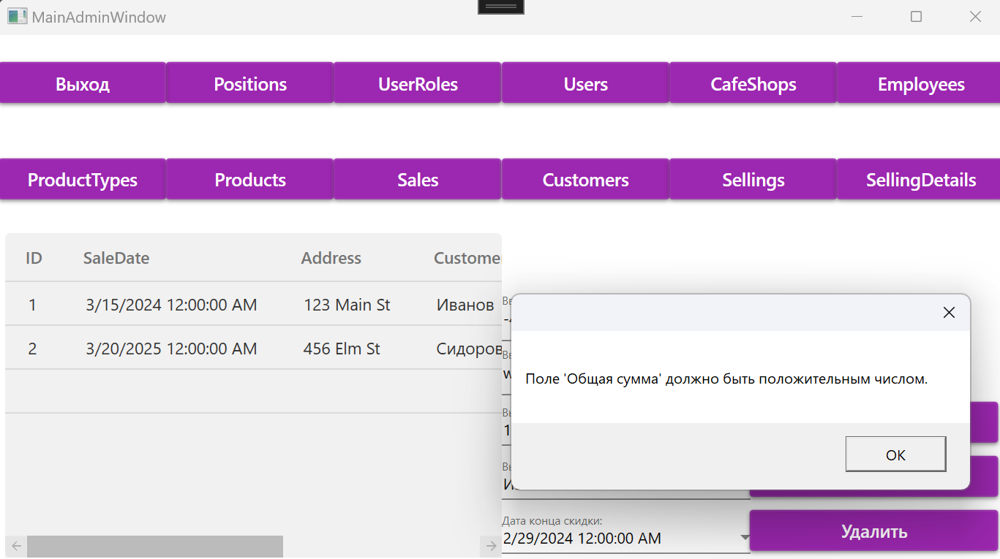 MainAdminWindow
Выход Positions UserRoles Users CafeShops Employees
ProductTypes Products Sales Customers Sellings SellingDetails
ID SaleDate Address
1 3/15/2024 12:00:00 AM 123 Main St Иванов
2 3/20/2025 12:00:00 AM 456 Elm St Сидоров
Поле 'Общая сумма' должно быть положительным числом.
OK
Дата конца скидки:
2/29/2024 12:00:00 AM
Удалить